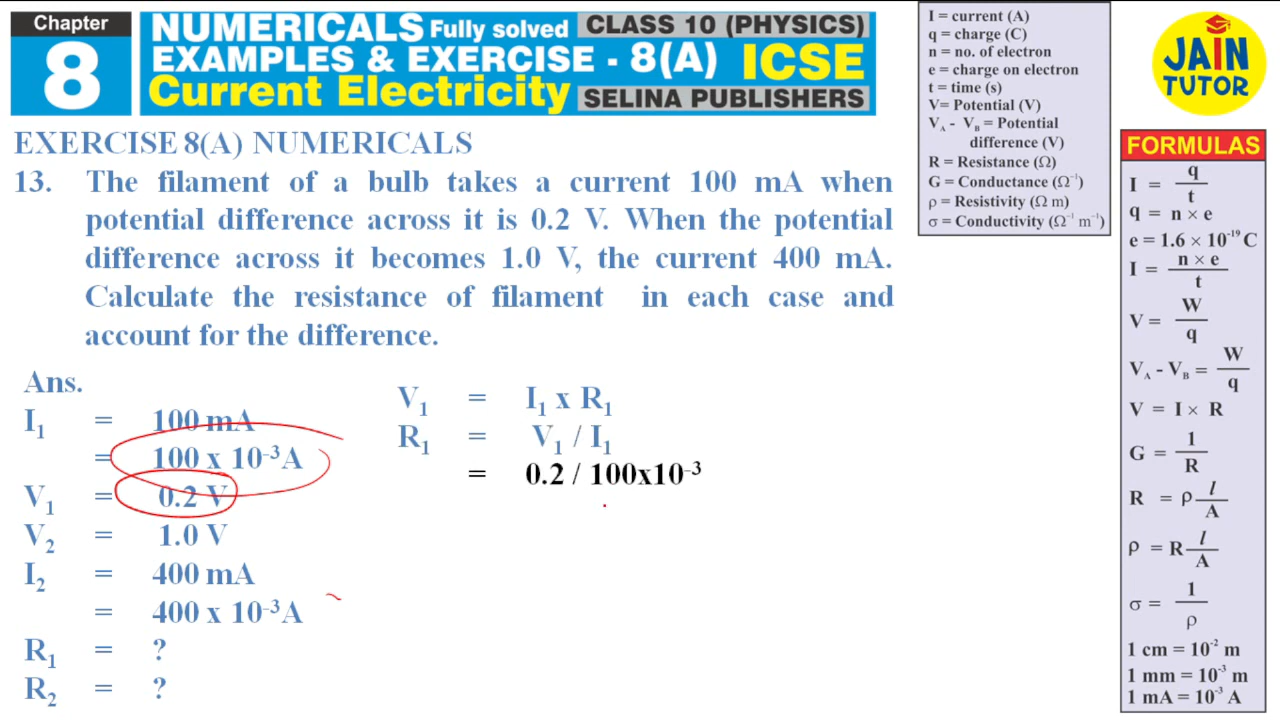 Chapter
8
NUMERICALS Fully solved
EXAMPLES & EXERCISE - 8(A)
Current Electricity
CLASS 10 (PHYSICS)
ICSE
SELINA PUBLISHERS
I = current (A)
q = charge (C)
n = no. of electron
e = charge on electron
t = time (s)
V= Potential (V)
V_A - V_B = Potential
difference (V)
R = Resistance (Ω)
G = Conductance (Ω⁻¹)
ρ = Resistivity (Ω m)
σ = Conductivity (Ω⁻¹ m⁻¹)
JAIN
TUTOR
EXERCISE 8(A) NUMERICALS
13. The filament of a bulb takes a current 100 mA when
potential difference across it is 0.2 V. When the potential
difference across it becomes 1.0 V, the current 400 mA.
Calculate the resistance of filament in each case and
account for the difference.
Ans.
I₁ = 100 mA
= 100 x 10⁻³A
V₁ = 0.2 V
V₂ = 1.0 V
I₂ = 400 mA
= 400 x 10⁻³A
R₁ = ?
R₂ = ?
V₁ = I₁ x R₁
R₁ = V₁ / I₁
= 0.2 / 100x10⁻³
FORMULAS
I = q / t
q = n × e
e = 1.6 × 10⁻¹⁹ C
I = n × e / t
V = W / q
V_A - V_B = W / q
V = I × R
G = 1 / R
R = ρ l / A
ρ = R l / A
σ = 1 / ρ
1 cm = 10⁻² m
1 mm = 10⁻³ m
1 mA = 10⁻³ A